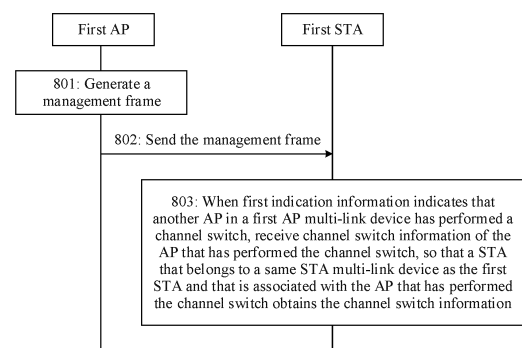 First AP
First STA
801: Generate a
management frame
802: Send the management frame
803: When first indication information indicates that
another AP in a first AP multi-link device has performed a
channel switch, receive channel switch information of the
AP that has performed the channel switch, so that a STA
that belongs to a same STA multi-link device as the first
STA and that is associated with the AP that has performed
the channel switch obtains the channel switch information